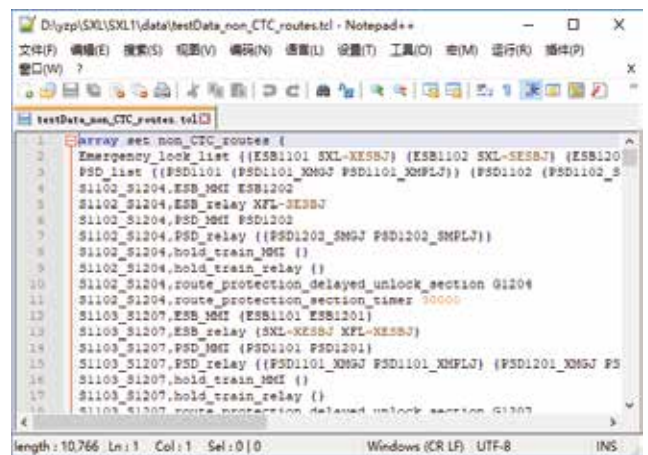 D:\yzp\SXL\SXL1\data\testData_non_CTC_routes.tcl - Notepad++
文件(F) 编辑(E) 搜索(S) 视图(V) 编码(N) 语言(L) 设置(T) 工具(O) 宏(M) 运行(R) 插件(P)
窗口(W) ? X
testData_non_CTC_routes.tcl
1 array set non_CTC_routes {
2 Emergency_lock_list {{ESB1101 SXL-XESBJ} {ESB1102 SXL-SESBJ} {ESB120
3 PSD_list {{PSD1101 {PSD1101_XMGJ PSD1101_XMPLJ}} {PSD1102 {PSD1102_S
4 S1102_S1204,ESB_MMI ESB1202
5 S1102_S1204,ESB_relay XFL-SESBJ
6 S1102_S1204,PSD_MMI PSD1202
7 S1102_S1204,PSD_relay {{PSD1202_SMGJ PSD1202_SMPLJ}}
8 S1102_S1204,hold_train_MMI {}
9 S1102_S1204,hold_train_relay {}
10 S1102_S1204,route_protection_delayed_unlock_section G1204
11 S1102_S1204,route_protection_section_timer 30000
12 S1103_S1207,ESB_MMI {ESB1101 ESB1201}
13 S1103_S1207,ESB_relay {SXL-XESBJ XFL-XESBJ}
14 S1103_S1207,PSD_MMI {PSD1101 PSD1201}
15 S1103_S1207,PSD_relay {{PSD1101_XMGJ PSD1101_XMPLJ} {PSD1201_XMGJ PS
16 S1103_S1207,hold_train_MMI {}
17 S1103_S1207,hold_train_relay {}
18 S1103_S1207,route_protection_delayed_unlock_section G1207
length : 10,766 Ln : 1 Col : 1 Sel : 0 | 0 Windows (CR LF) UTF-8 INS